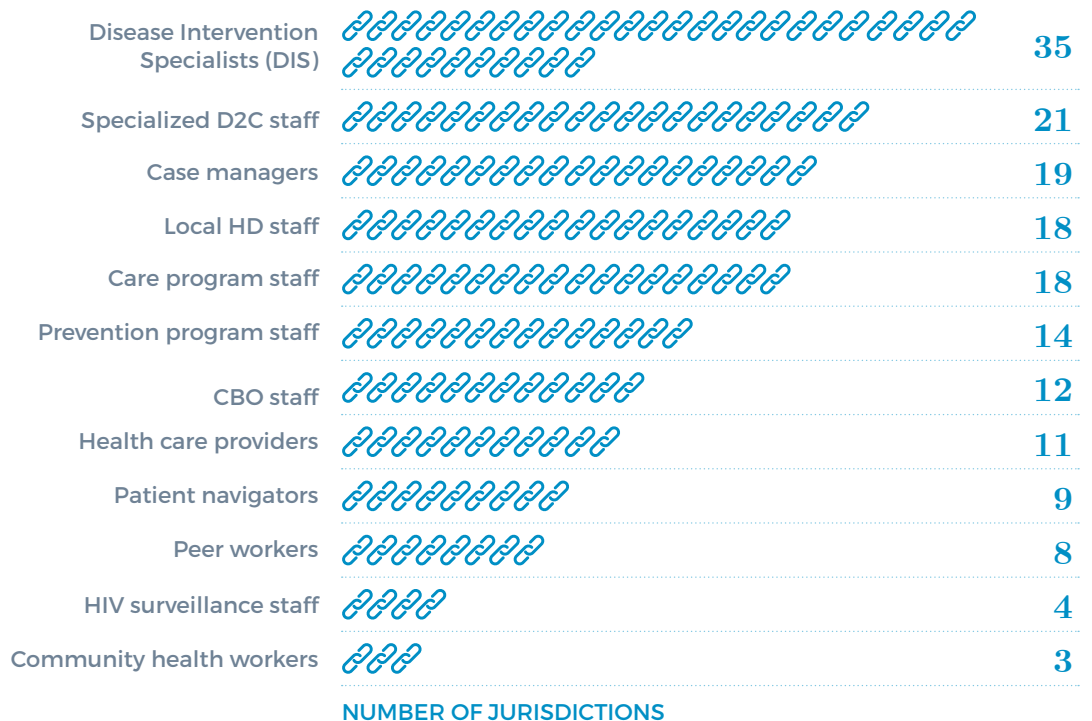 Disease Intervention
Specialists (DIS)
35
Specialized D2C staff
21
Case managers
19
Local HD staff
18
Care program staff
18
Prevention program staff
14
CBO staff
12
Health care providers
11
Patient navigators
9
Peer workers
8
HIV surveillance staff
4
Community health workers
3
NUMBER OF JURISDICTIONS